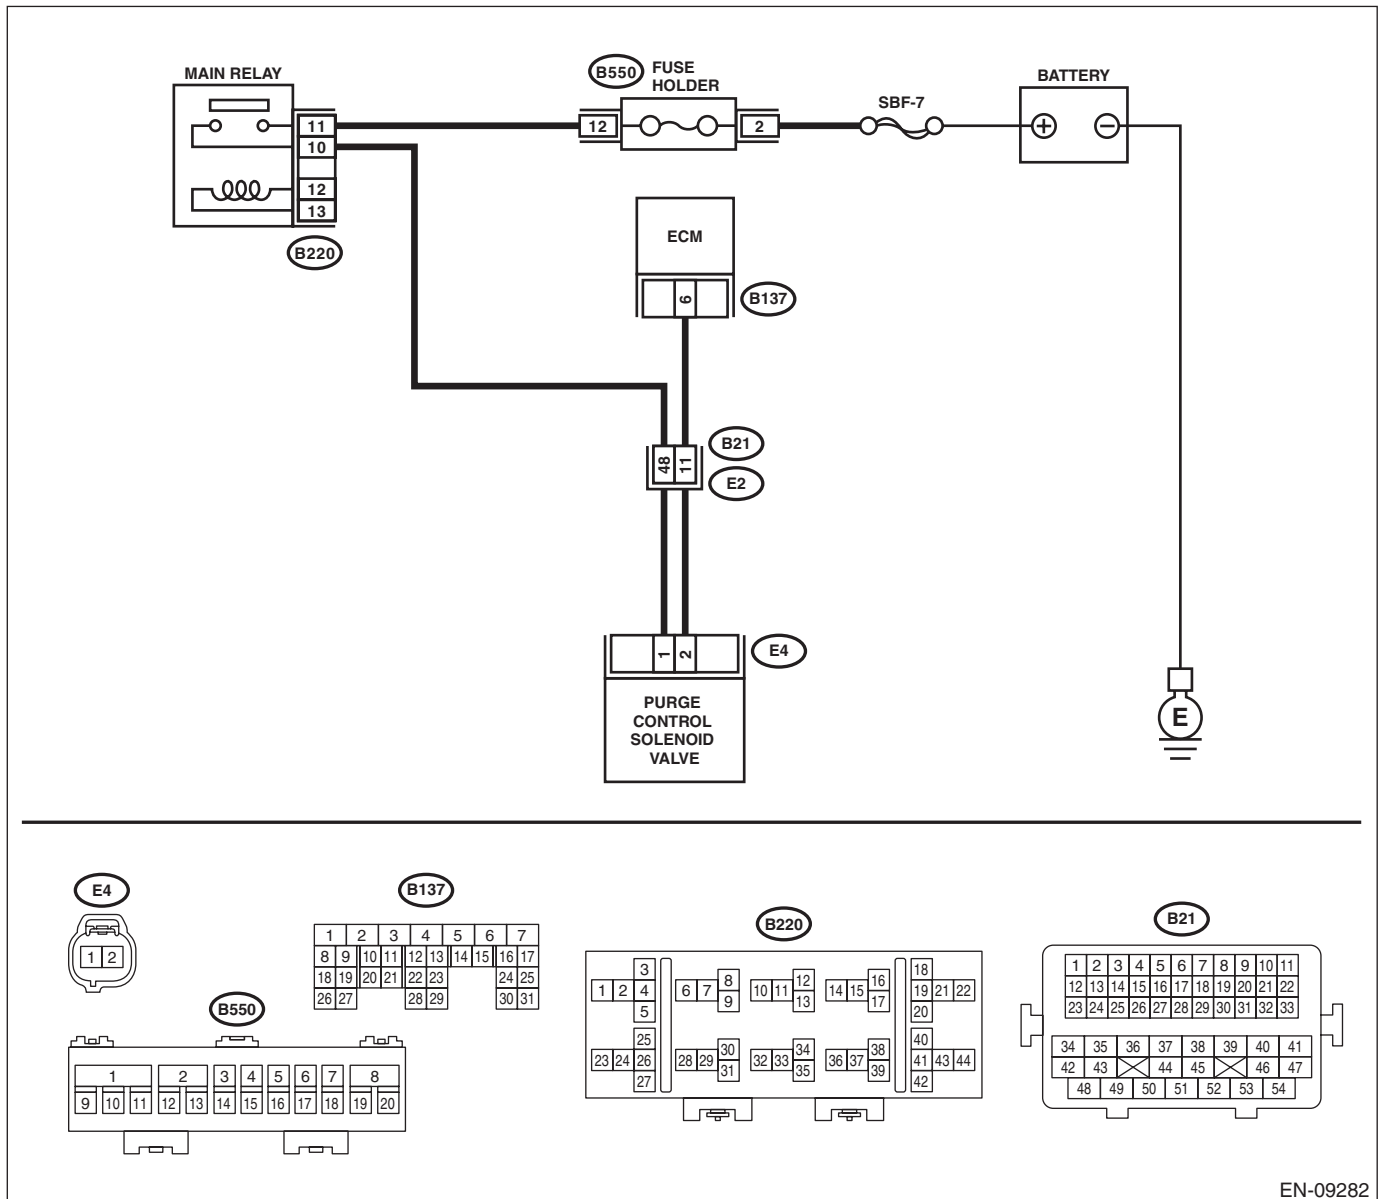 MAIN RELAY
11
10
12
13
B220
B550
FUSE
HOLDER
12
2
SBF-7
BATTERY
+
−
ECM
6
B137
48
11
B21
E2
1
2
E4
PURGE
CONTROL
SOLENOID
VALVE
E
E4
1 2
B137
1 2 3 4 5 6 7
8 9 10 11 12 13 14 15 16 17
18 19 20 21 22 23 24 25
26 27 28 29 30 31
B550
1 2 3 4 5 6 7 8
9 10 11 12 13 14 15 16 17 18 19 20
B220
3 18
8 12 16
1 2 4 6 7 10 11 14 15 19 21 22
9 13 17
5 20
25 40
30 34 38
23 24 26 28 29 32 33 36 37 41 43 44
31 35 39
27 42
B21
1 2 3 4 5 6 7 8 9 10 11
12 13 14 15 16 17 18 19 20 21 22
23 24 25 26 27 28 29 30 31 32 33
34 35 36 37 38 39 40 41
42 43 44 45 46 47
48 49 50 51 52 53 54
EN-09282